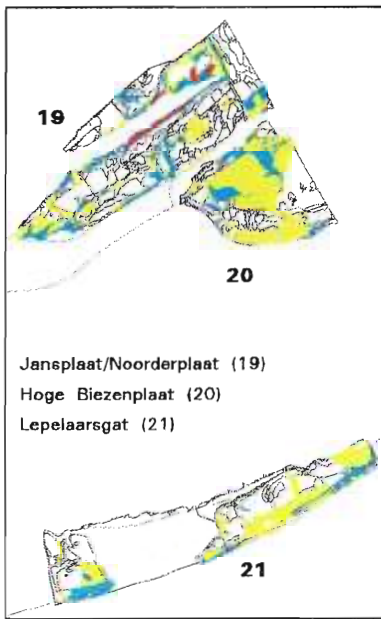 19
20
Jansplaat/Noorderplaat (19)
Hoge Biezenplaat (20)
Lepelaarsgat (21)
21